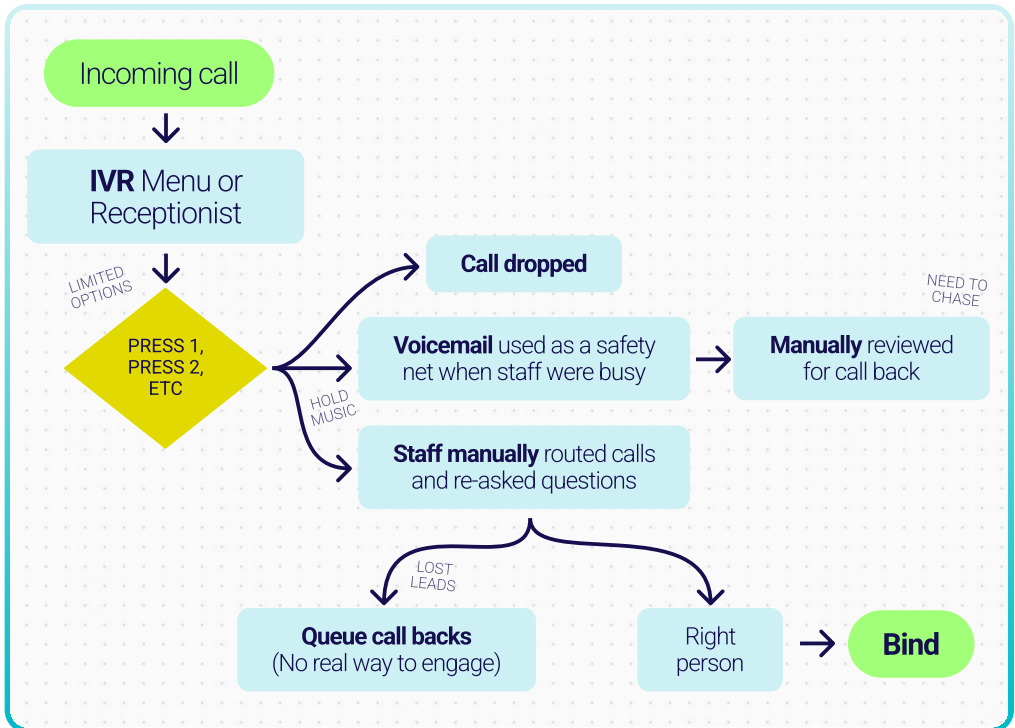 Incoming call
IVR Menu or
Receptionist
LIMITED
OPTIONS
PRESS 1,
PRESS 2,
ETC
Call dropped
HOLD
MUSIC
Voicemail used as a safety
net when staff were busy
NEED TO
CHASE
Manually reviewed
for call back
Staff manually routed calls
and re-asked questions
LOST
LEADS
Queue call backs
(No real way to engage)
Right
person
Bind